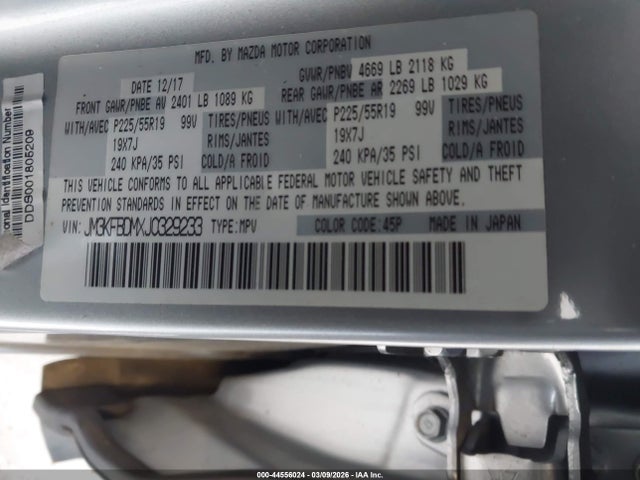 MFD. BY MAZDA MOTOR CORPORATION
DATE 12/17
GVWR/PNBV 4669 LB 2118 KG
FRONT GAWR/PNBE AV 2401 LB 1089 KG
REAR GAWR/PNBE AR 2269 LB 1029 KG
WITH/AVEC P225/55R19 99V TIRES/PNEUS
19X7J RIMS/JANTES
240 KPA/35 PSI COLD/A FROID
WITH/AVEC P225/55R19 99V TIRES/PNEUS
19X7J RIMS/JANTES
240 KPA/35 PSI COLD/A FROID
THIS VEHICLE CONFORMS TO ALL APPLICABLE FEDERAL MOTOR VEHICLE SAFETY AND THEFT
PREVENTION STANDARDS IN EFFECT ON THE DATE OF MANUFACTURE SHOWN ABOVE.
VIN: JM3KFBDMXJ0329233 TYPE:MPV COLOR CODE:45P MADE IN JAPAN
onal Identification Number
DDS001805209
000-44556024 - 03/09/2026 - IAA Inc.